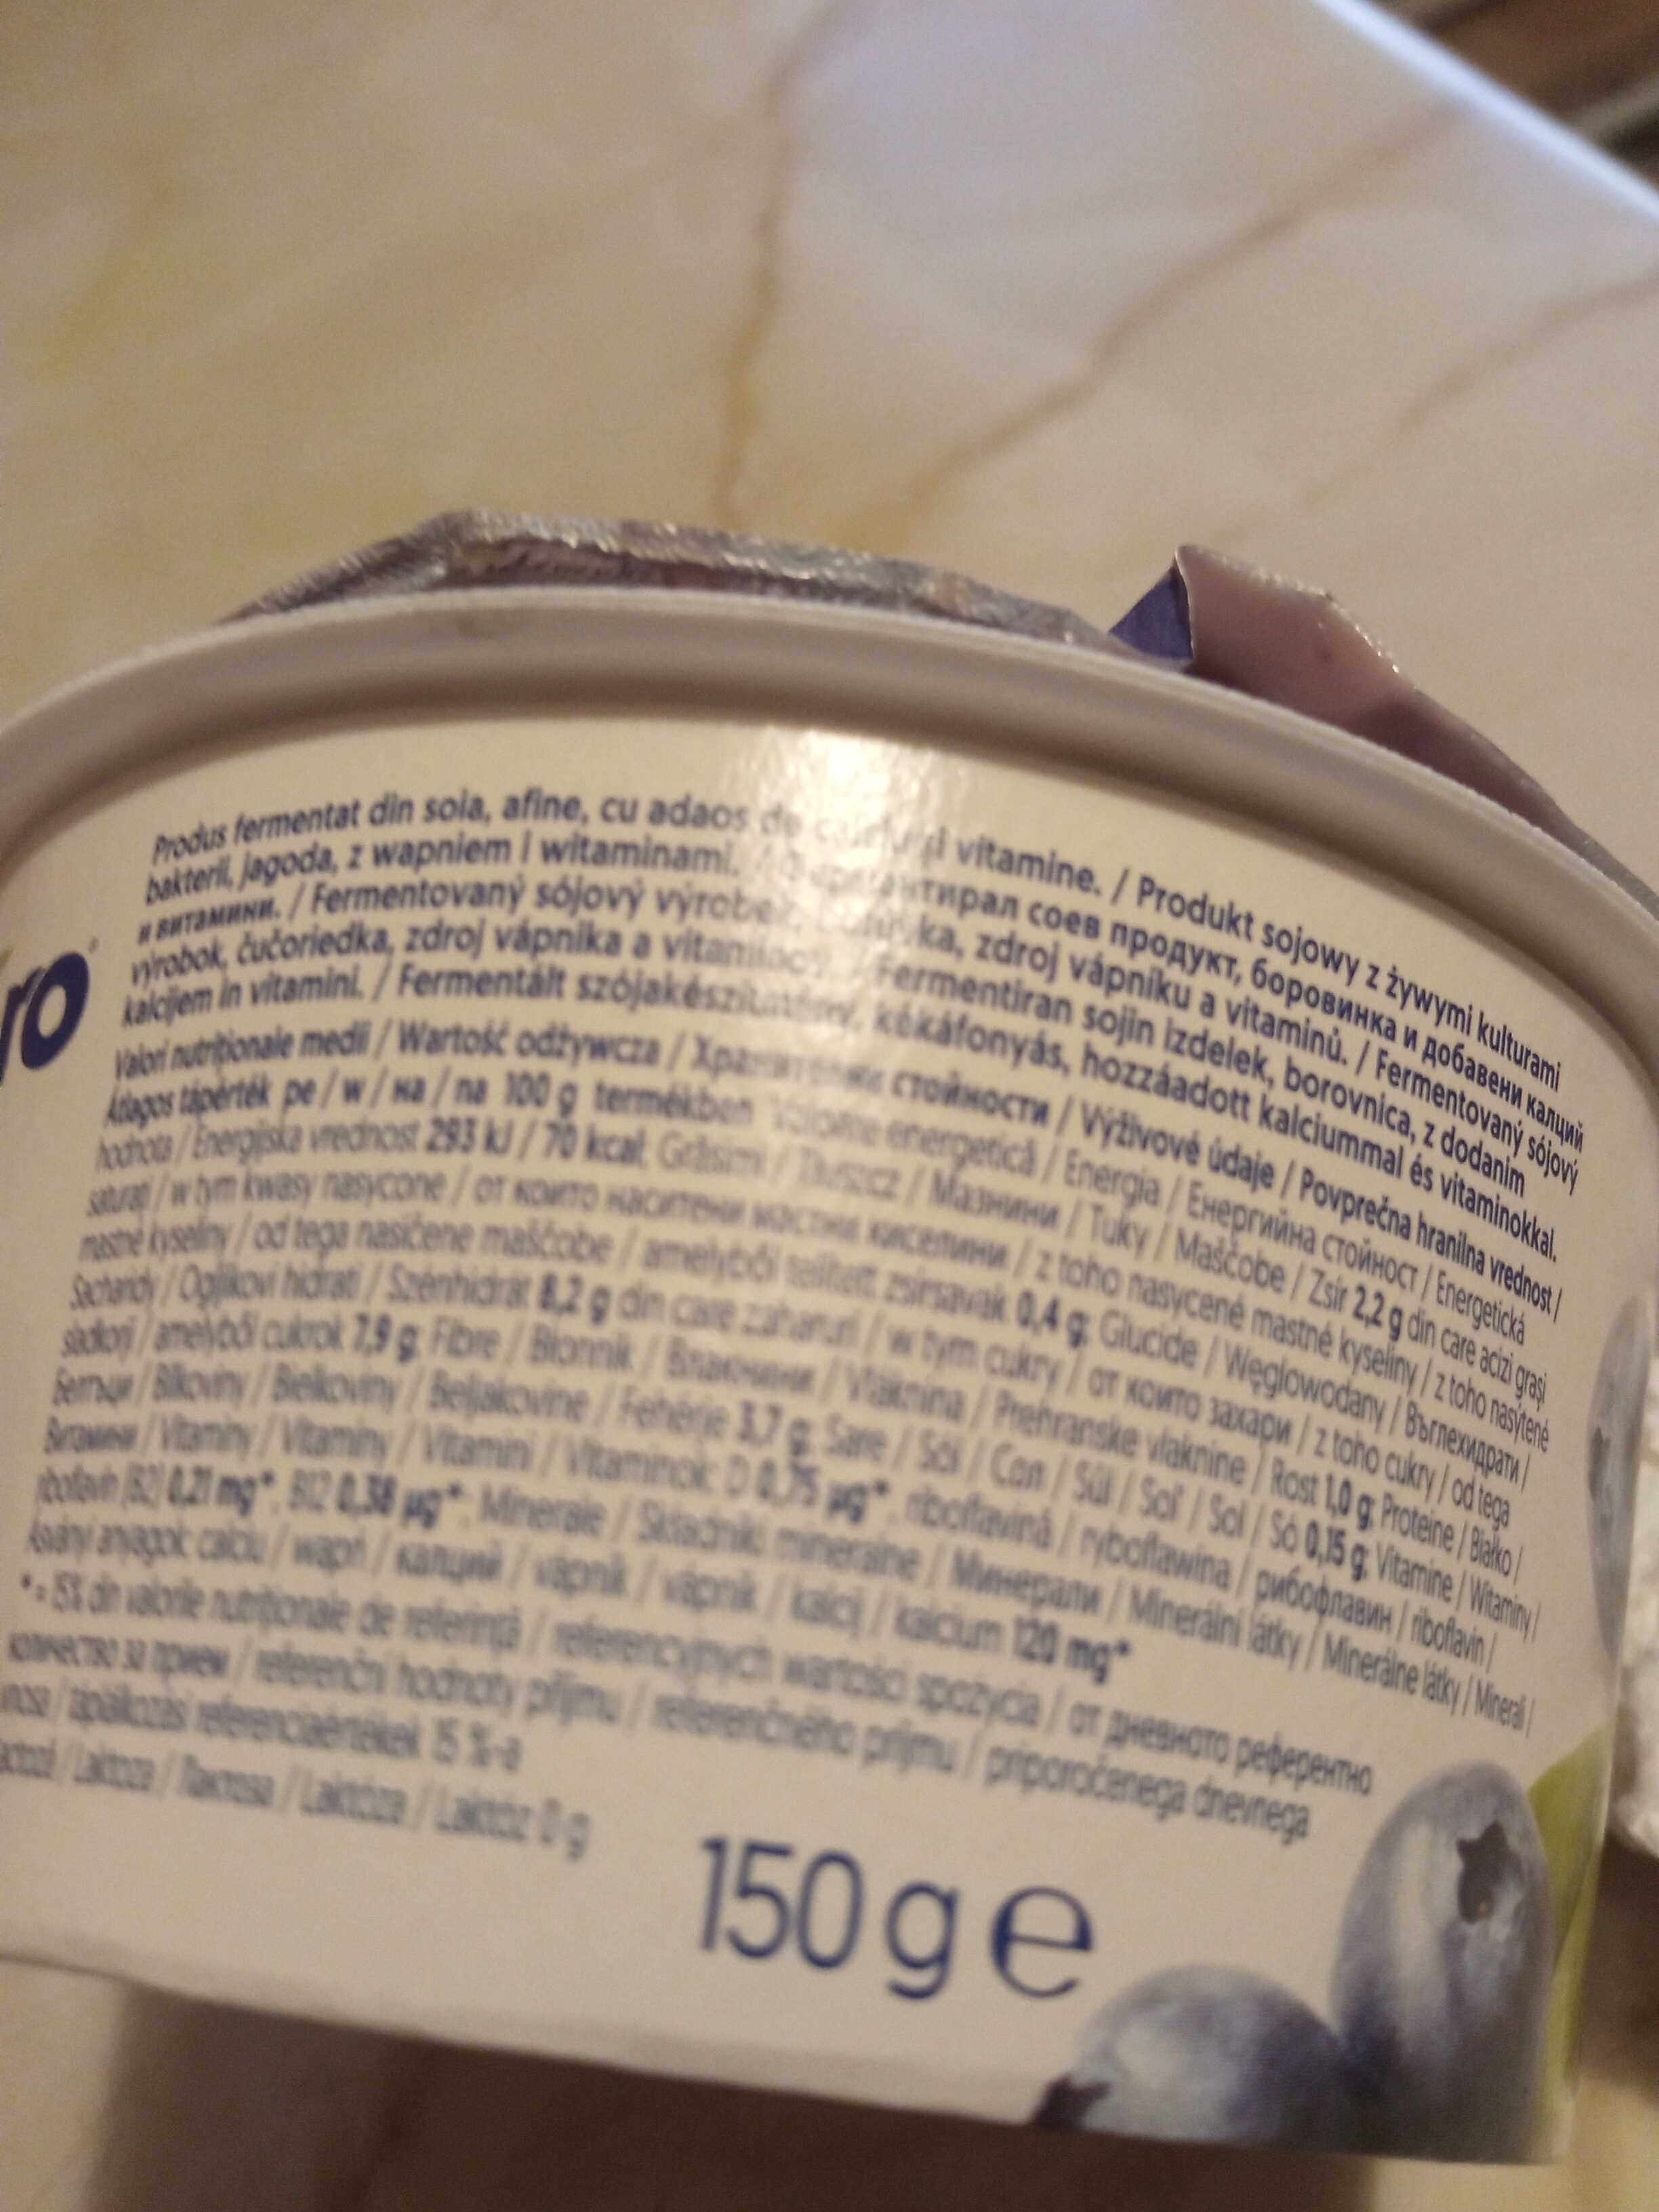 ro
Produs fermentat din soia, afine, cu adaos de calciu și vitamine. / Produkt sojowy z żywymi kulturami
bakterii, jagoda, z wapniem i witaminami. / соев продукт, боровинка и добавени калций
и витамини. / Fermentovaný sójový výrobek, zdroj vápníku a vitaminů. / Fermentovaný sójový
výrobok, čučoriedka, zdroj vápnika a vitamínov. / Fermentiran sojin izdelek, borovnica, z dodanim
kalcijem in vitamini. / Fermentált szójakészítmény, kékáfonyás, hozzáadott kalciummal és vitaminokkal.
Valori nutriționale medii / Wartość odżywcza / Хранителни стойности / Výživové údaje / Povprečna hranilna vrednost /
Átlagos tápérték pe / w / на / na 100 g termékben Valoare energetică / Energia / Енергийна стойност / Energetická
hodnota / Energijska vrednost 293 kJ / 70 kcal; Grăsimi / Tłuszcz / Мазнини / Tuky / Maščobe / Zsír 2,2 g din care acizi grași
saturați / w tym kwasy nasycone / от които наситени мастни киселини / z toho nasycené mastné kyseliny / z toho nasýtené
mastné kyseliny / od tega nasičene maščobe / amelyből telített zsírsavak 0,4 g; Glucide / Węglowodany / Въглехидрати /
Sacharidy / Ogljikovi hidrati / Szénhidrát 8,2 g din care zaharuri / w tym cukry / от които захари / z toho cukry / od tega
sladkorji / amelyből cukrok 7,9 g; Fibre / Błonnik / Влакнини / Vláknina / Prehranske vlaknine / Rost 1,0 g; Proteine / Białko /
Белтъци / Bílkoviny / Bielkoviny / Beljakovine / Fehérje 3,7 g; Sare / Sól / Сол / Sůl / Soľ / Sol / Só 0,15 g; Vitamine / Witaminy /
Витамини / Vitaminy / Vitamíny / Vitamini / Vitaminok: D 0,75 µg*, riboflavină / ryboflawina / рибофлавин / riboflavin /
riboflavin (B2) 0,21 mg*, B12 0,38 µg*; Minerale / Składniki mineralne / Минерали / Minerální látky / Minerálne látky / Minerali /
Ásványi anyagok: calciu / wapń / калций / vápník / vápnik / kalcij / kalcium 120 mg*
* = 15% din valorile nutriționale de referință / referencyjnych wartości spożycia / от дневното референтно
количество за прием / referenční hodnoty příjmu / referenčného príjmu / priporočenega dnevnega
vnosa / táplálkozási referenciaértékek 15 %-a
Laktoza / Лактоза / Laktóza / Laktóz 0 g
150 g e